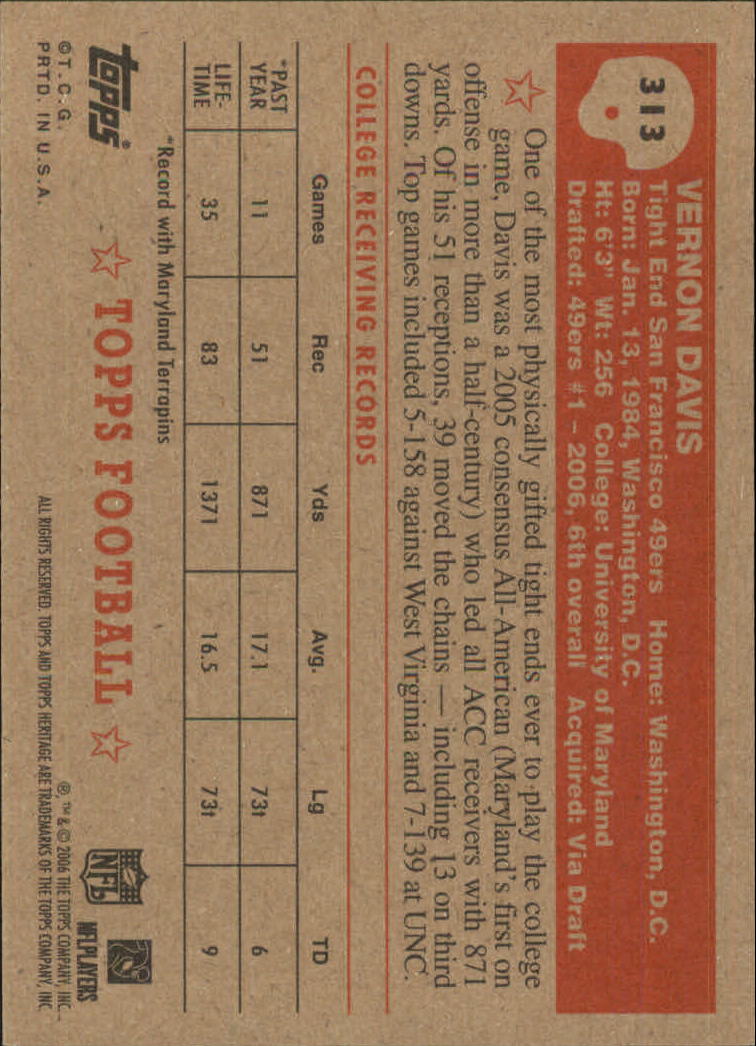 313
VERNON DAVIS
Tight End San Francisco 49ers Home: Washington, D.C.
Born: Jan. 13, 1984, Washington, D.C.
Ht: 6'3" Wt: 256 College: University of Maryland
Drafted: 49ers #1 – 2006, 6th overall Acquired: Via Draft
One of the most physically gifted tight ends ever to play the college
game, Davis was a 2005 consensus All-American (Maryland's first on
offense in more than a half-century) who led all ACC receivers with 871
yards. Of his 51 receptions, 39 moved the chains — including 13 on third
downs. Top games included 5-158 against West Virginia and 7-139 at UNC.
COLLEGE RECEIVING RECORDS
Games Rec Yds Avg. Lg TD
*PAST YEAR 11 51 871 17.1 73t 6
LIFE-TIME 35 83 1371 16.5 73t 9
*Record with Maryland Terrapins
topps®
TOPPS FOOTBALL
NFL
NFLPLAYERS
©T.C.G.
PRTD. IN U.S.A.
®, ™ & © 2006 THE TOPPS COMPANY, INC.
ALL RIGHTS RESERVED. TOPPS AND TOPPS HERITAGE ARE TRADEMARKS OF THE TOPPS COMPANY, INC.